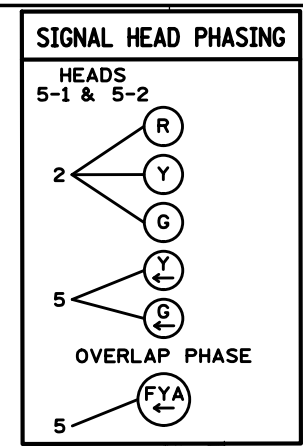 SIGNAL HEAD PHASING
HEADS
5-1 & 5-2
R
2
Y
G
Y
←
5
G
←
OVERLAP PHASE
FYA
←
5